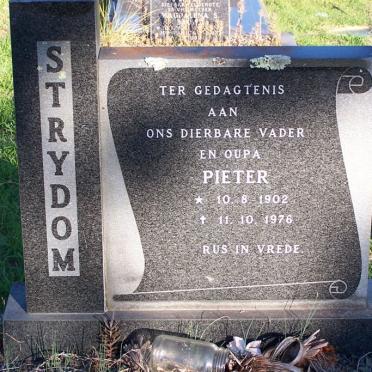 MAGDALENA S.
STRYDOM
TER GEDAGTENIS
AAN
ONS DIERBARE VADER
EN OUPA
PIETER
★ 10. 8. 1902
† 11. 10. 1976
RUS IN VREDE.